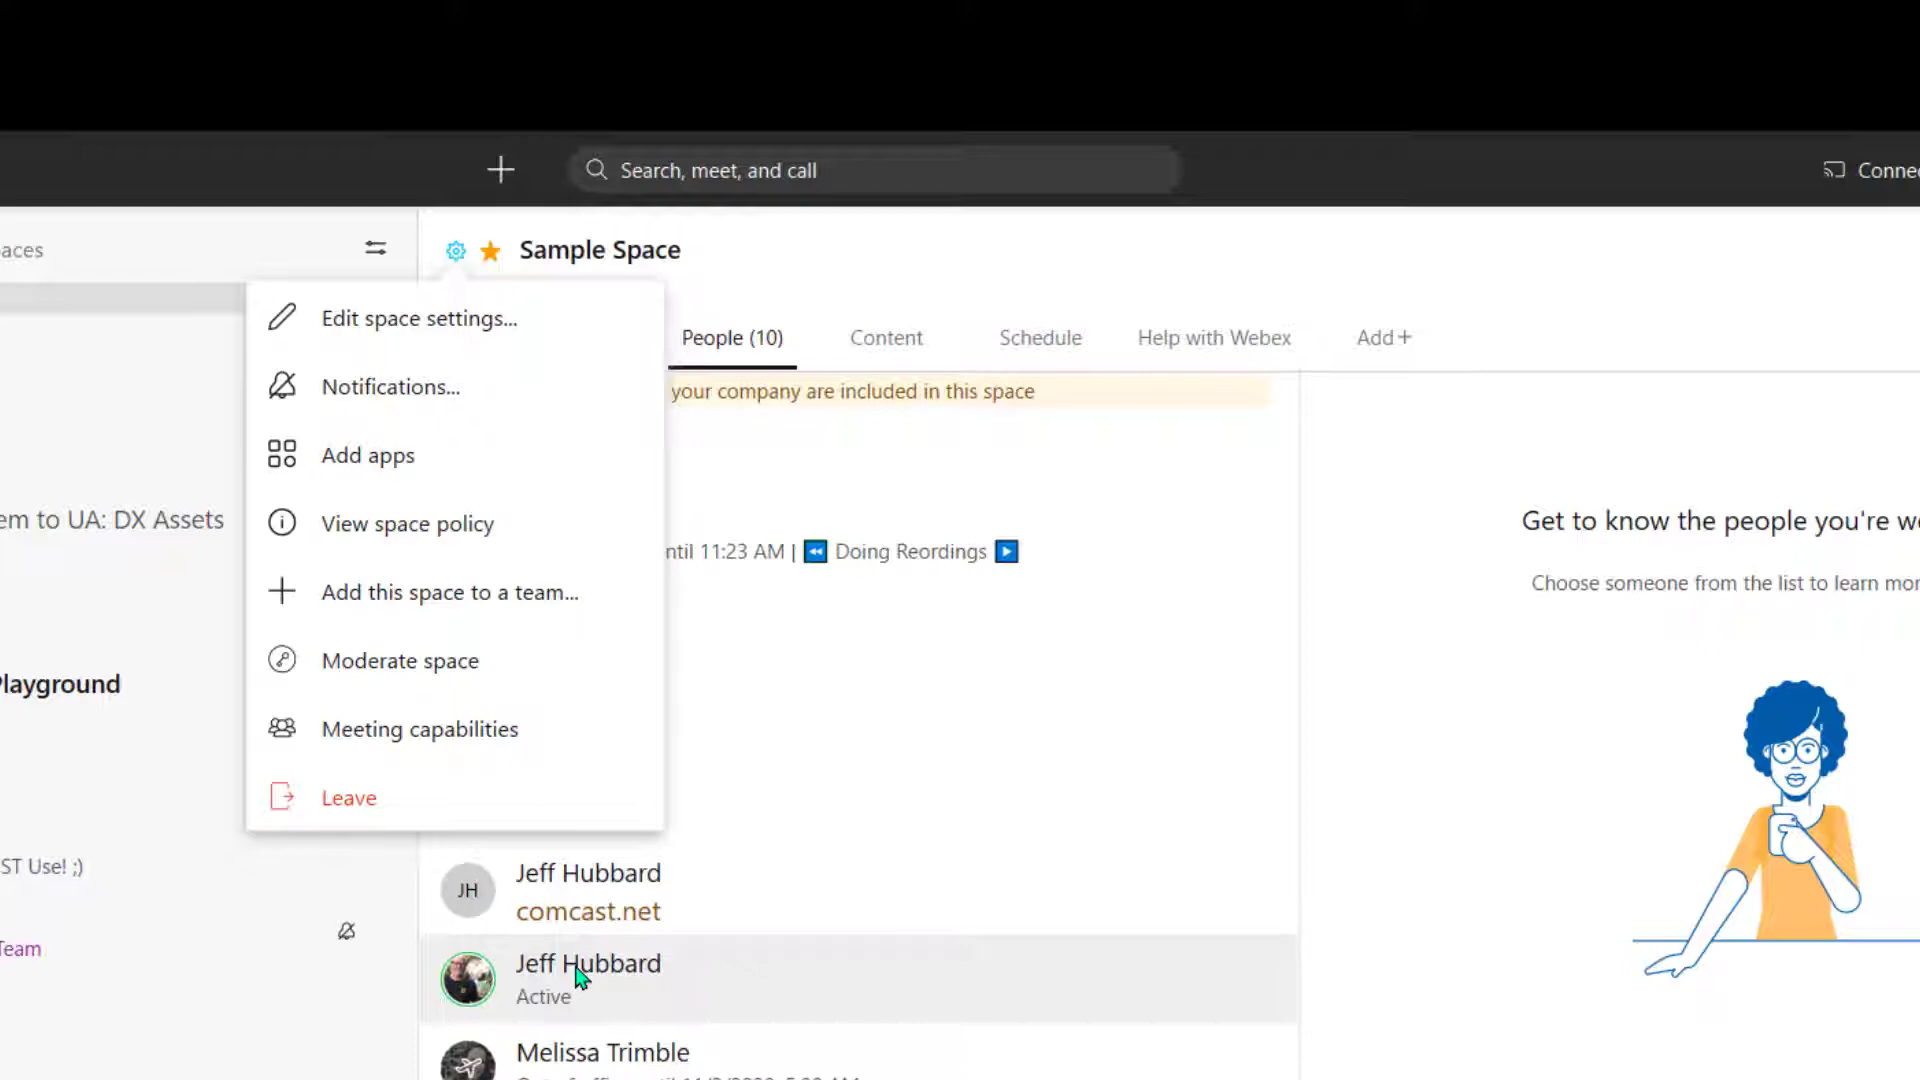 Search, meet, and call
Connec
aces
Sample Space
Edit space settings...
Notifications...
Add apps
View space policy
Add this space to a team...
Moderate space
Meeting capabilities
Leave
People (10)
Content
Schedule
Help with Webex
Add+
your company are included in this space
em to UA: DX Assets
ntil 11:23 AM | ⏪ Doing Reordings ▶
Playground
ST Use! ;)
Team
JH
Jeff Hubbard
comcast.net
Jeff Hubbard
Active
Melissa Trimble
Get to know the people you're wo
Choose someone from the list to learn mor